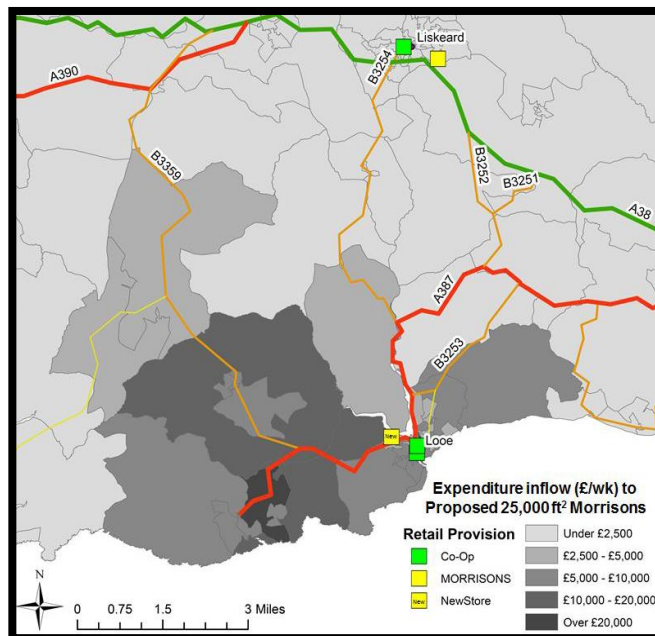 Liskeard
A390
B3254
B3359
B3252
B3251
A38
A387
B3253
New
Looe
Expenditure inflow (£/wk) to
Proposed 25,000 ft² Morrisons
Retail Provision
Co-Op
MORRISONS
New NewStore
Under £2,500
£2,500 - £5,000
£5,000 - £10,000
£10,000 - £20,000
Over £20,000
N
0 0.75 1.5 3 Miles